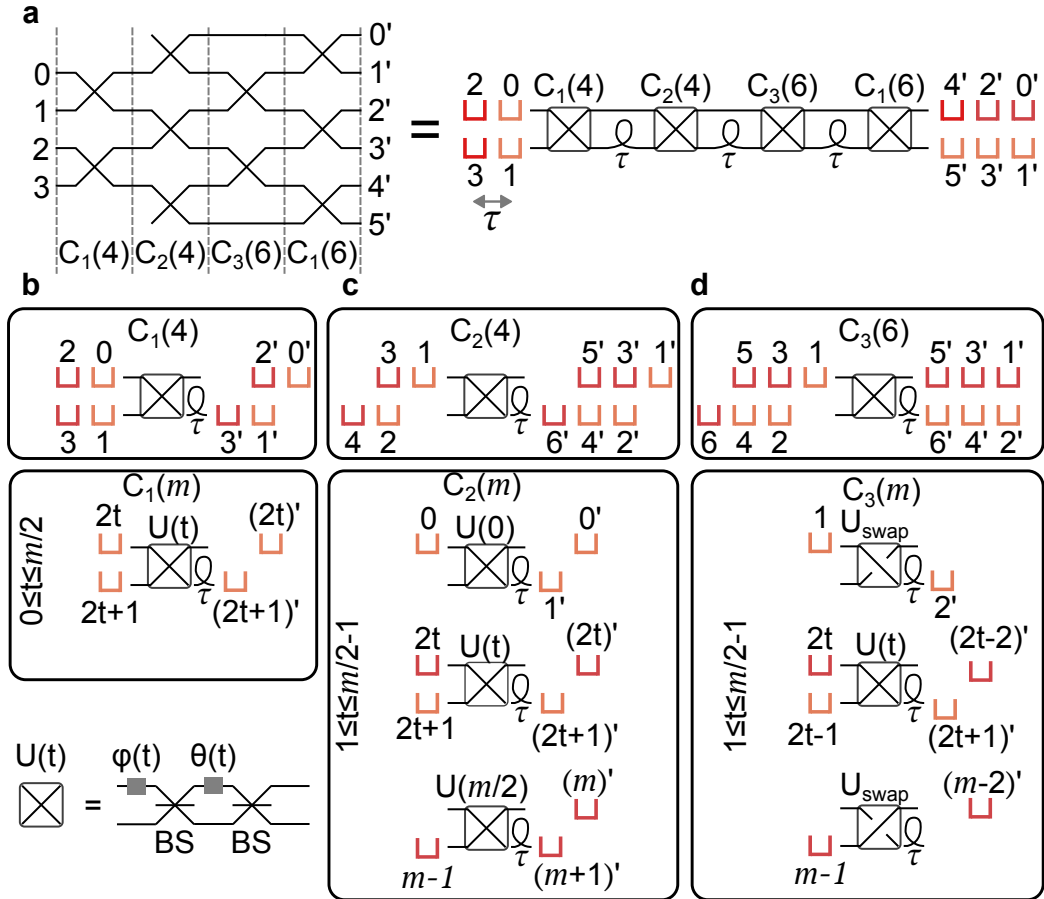 a
0'
0
1'
C₁(4) C₂(4) C₃(6) C₁(6)
2 0
4' 2' 0'
1
2'
=
2
3'
τ τ τ
3
4'
3 1
5' 3' 1'
5'
τ
C₁(4) C₂(4) C₃(6) C₁(6)
b
C₁(4)
2 0
2' 0'
τ
3 1
3' 1'
c
C₂(4)
3 1
5' 3' 1'
τ
4 2
6' 4' 2'
d
C₃(6)
5 3 1
5' 3' 1'
τ
6 4 2
6' 4' 2'
0≤t≤m/2
C₁(m)
2t U(t) (2t)'
τ
2t+1 (2t+1)'
U(t) φ(t) θ(t)
=
BS BS
1≤t≤m/2-1
C₂(m)
0 U(0) 0'
τ
1'
2t U(t) (2t)'
τ
2t+1 (2t+1)'
U(m/2) (m)'
τ
m-1 (m+1)'
1≤t≤m/2-1
C₃(m)
1 Uswap
τ
2'
2t U(t) (2t-2)'
τ
2t-1 (2t+1)'
Uswap (m-2)'
τ
m-1